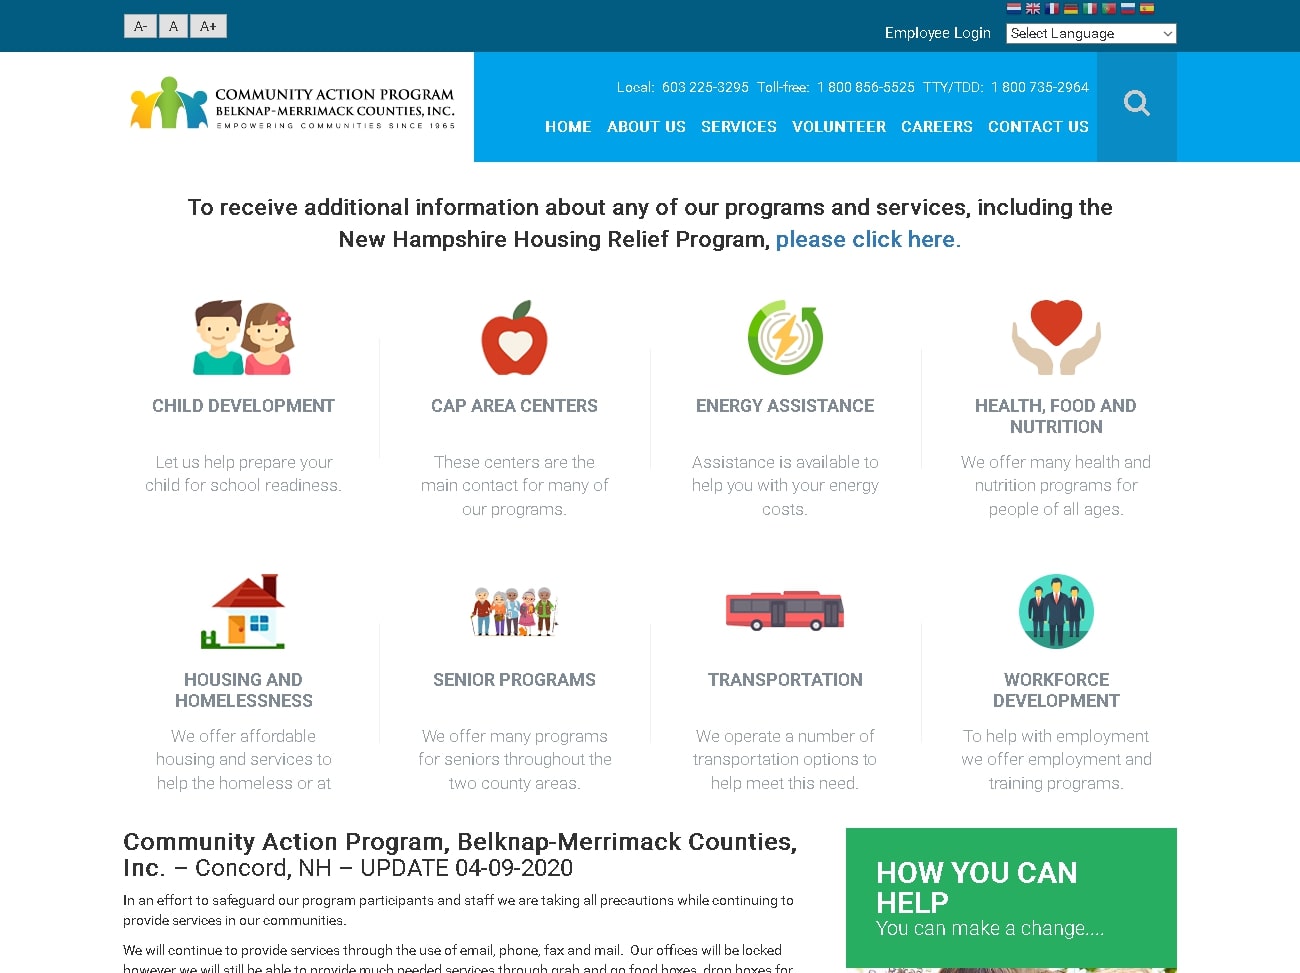 A- A A+
Employee Login
Select Language
COMMUNITY ACTION PROGRAM
BELKNAP-MERRIMACK COUNTIES, INC.
EMPOWERING COMMUNITIES SINCE 1965
Local: 603 225-3295 Toll-free: 1 800 856-5525 TTY/TDD: 1 800 735-2964
HOME ABOUT US SERVICES VOLUNTEER CAREERS CONTACT US
To receive additional information about any of our programs and services, including the
New Hampshire Housing Relief Program, please click here.
CHILD DEVELOPMENT
Let us help prepare your
child for school readiness.
CAP AREA CENTERS
These centers are the
main contact for many of
our programs.
ENERGY ASSISTANCE
Assistance is available to
help you with your energy
costs.
HEALTH, FOOD AND
NUTRITION
We offer many health and
nutrition programs for
people of all ages.
HOUSING AND
HOMELESSNESS
We offer affordable
housing and services to
help the homeless or at
SENIOR PROGRAMS
We offer many programs
for seniors throughout the
two county areas.
TRANSPORTATION
We operate a number of
transportation options to
help meet this need.
WORKFORCE
DEVELOPMENT
To help with employment
we offer employment and
training programs.
Community Action Program, Belknap-Merrimack Counties,
Inc. – Concord, NH – UPDATE 04-09-2020
In an effort to safeguard our program participants and staff we are taking all precautions while continuing to
provide services in our communities.
We will continue to provide services through the use of email, phone, fax and mail.  Our offices will be locked
however we will still be able to provide much needed services through grab and go food boxes, drop boxes for
HOW YOU CAN
HELP
You can make a change....